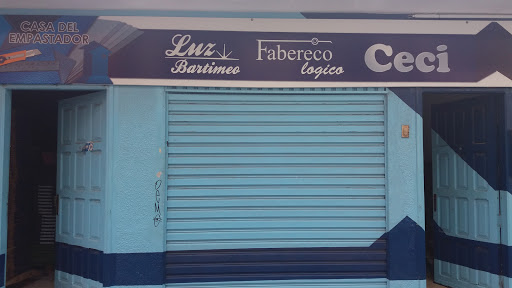 CASA DEL
EMPASTADOR
Luz
Bartimeo
Fabereco
logico
Ceci